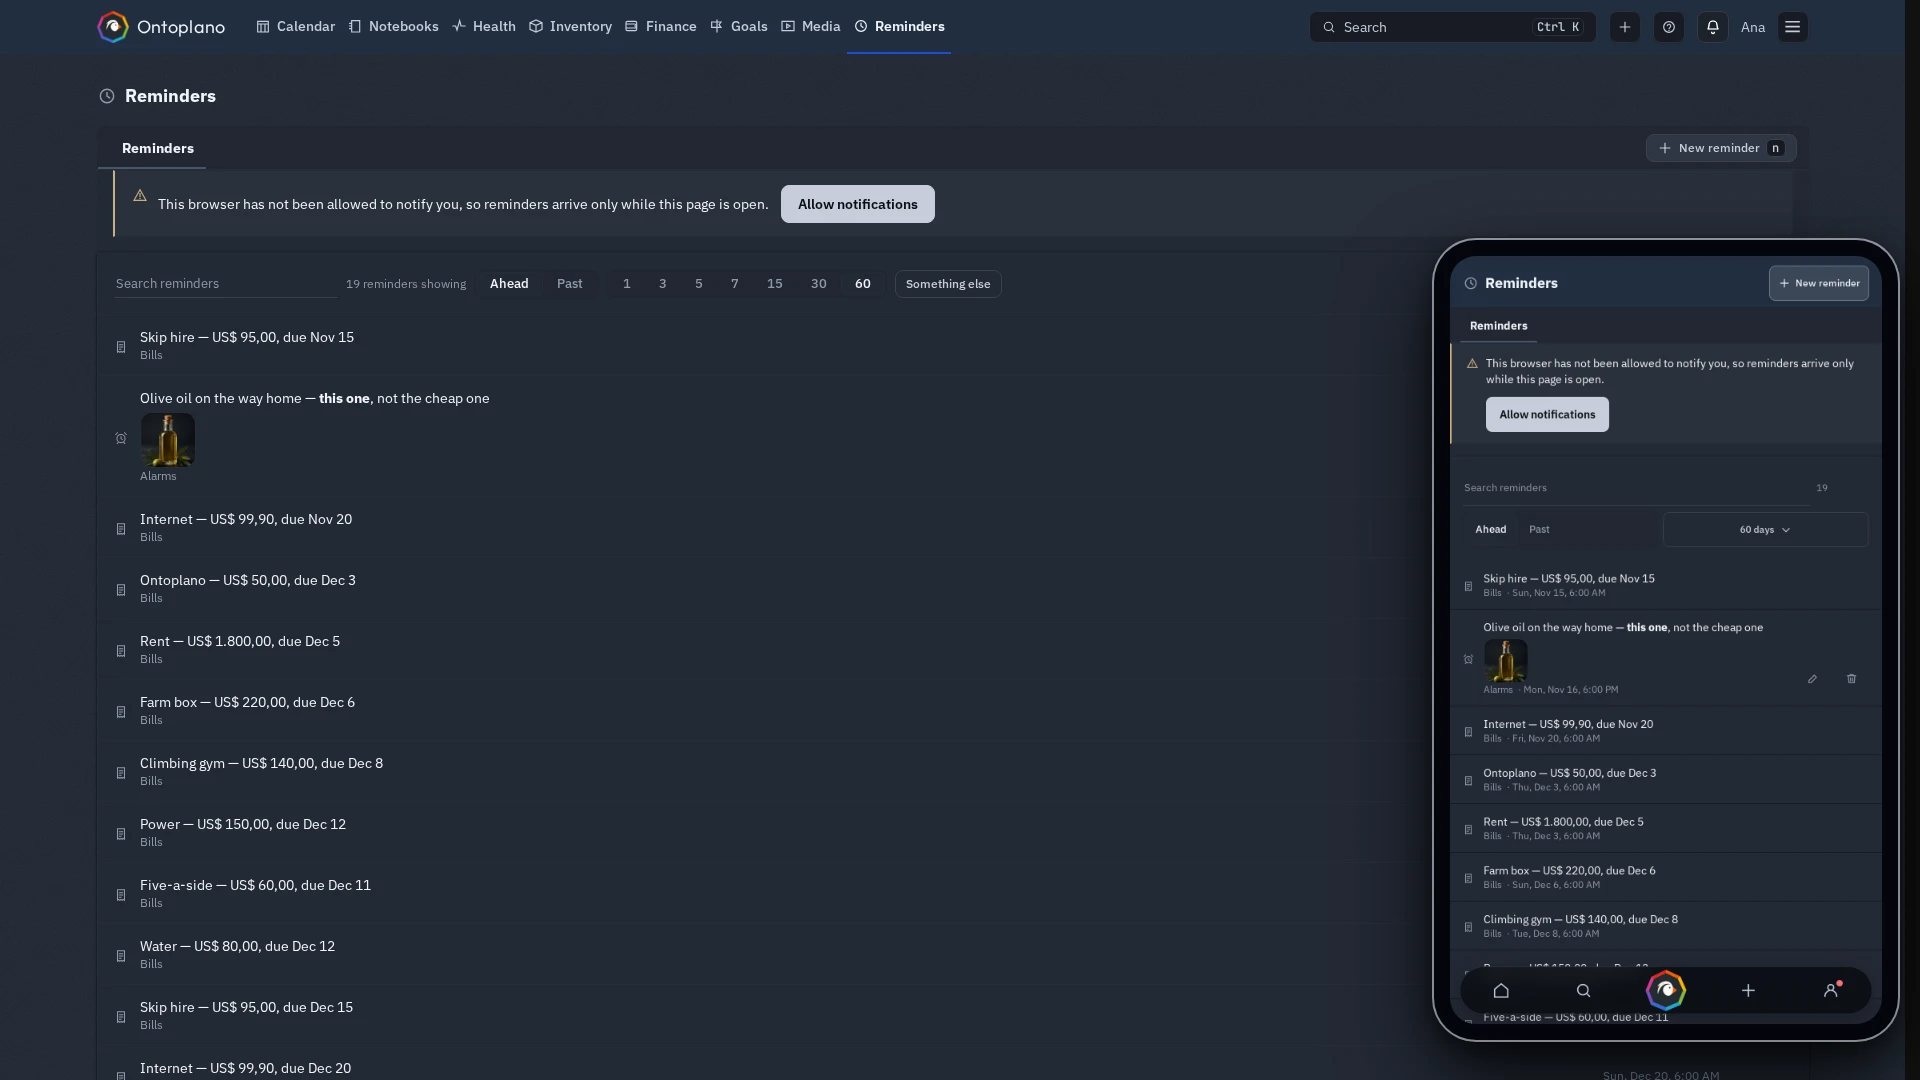 Ontoplano
Calendar
Notebooks
Health
Inventory
Finance
Goals
Media
Reminders
Search Ctrl K
Ana
Reminders
Reminders
New reminder n
This browser has not been allowed to notify you, so reminders arrive only while this page is open.
Allow notifications
Search reminders
19 reminders showing
Ahead Past
1 3 5 7 15 30 60
Something else
Skip hire — US$ 95,00, due Nov 15
Bills
Olive oil on the way home — this one, not the cheap one
Alarms
Internet — US$ 99,90, due Nov 20
Bills
Ontoplano — US$ 50,00, due Dec 3
Bills
Rent — US$ 1.800,00, due Dec 5
Bills
Farm box — US$ 220,00, due Dec 6
Bills
Climbing gym — US$ 140,00, due Dec 8
Bills
Power — US$ 150,00, due Dec 12
Bills
Five-a-side — US$ 60,00, due Dec 11
Bills
Water — US$ 80,00, due Dec 12
Bills
Skip hire — US$ 95,00, due Dec 15
Bills
Internet — US$ 99,90, due Dec 20
Sun, Dec 20, 6:00 AM
Reminders
New reminder
Reminders
This browser has not been allowed to notify you, so reminders arrive only
while this page is open.
Allow notifications
Search reminders 19
Ahead Past
60 days
Skip hire — US$ 95,00, due Nov 15
Bills · Sun, Nov 15, 6:00 AM
Olive oil on the way home — this one, not the cheap one
Alarms · Mon, Nov 16, 6:00 PM
Internet — US$ 99,90, due Nov 20
Bills · Fri, Nov 20, 6:00 AM
Ontoplano — US$ 50,00, due Dec 3
Bills · Thu, Dec 3, 6:00 AM
Rent — US$ 1.800,00, due Dec 5
Bills · Thu, Dec 3, 6:00 AM
Farm box — US$ 220,00, due Dec 6
Bills · Sun, Dec 6, 6:00 AM
Climbing gym — US$ 140,00, due Dec 8
Bills · Tue, Dec 8, 6:00 AM
Five-a-side — US$ 60,00, due Dec 11